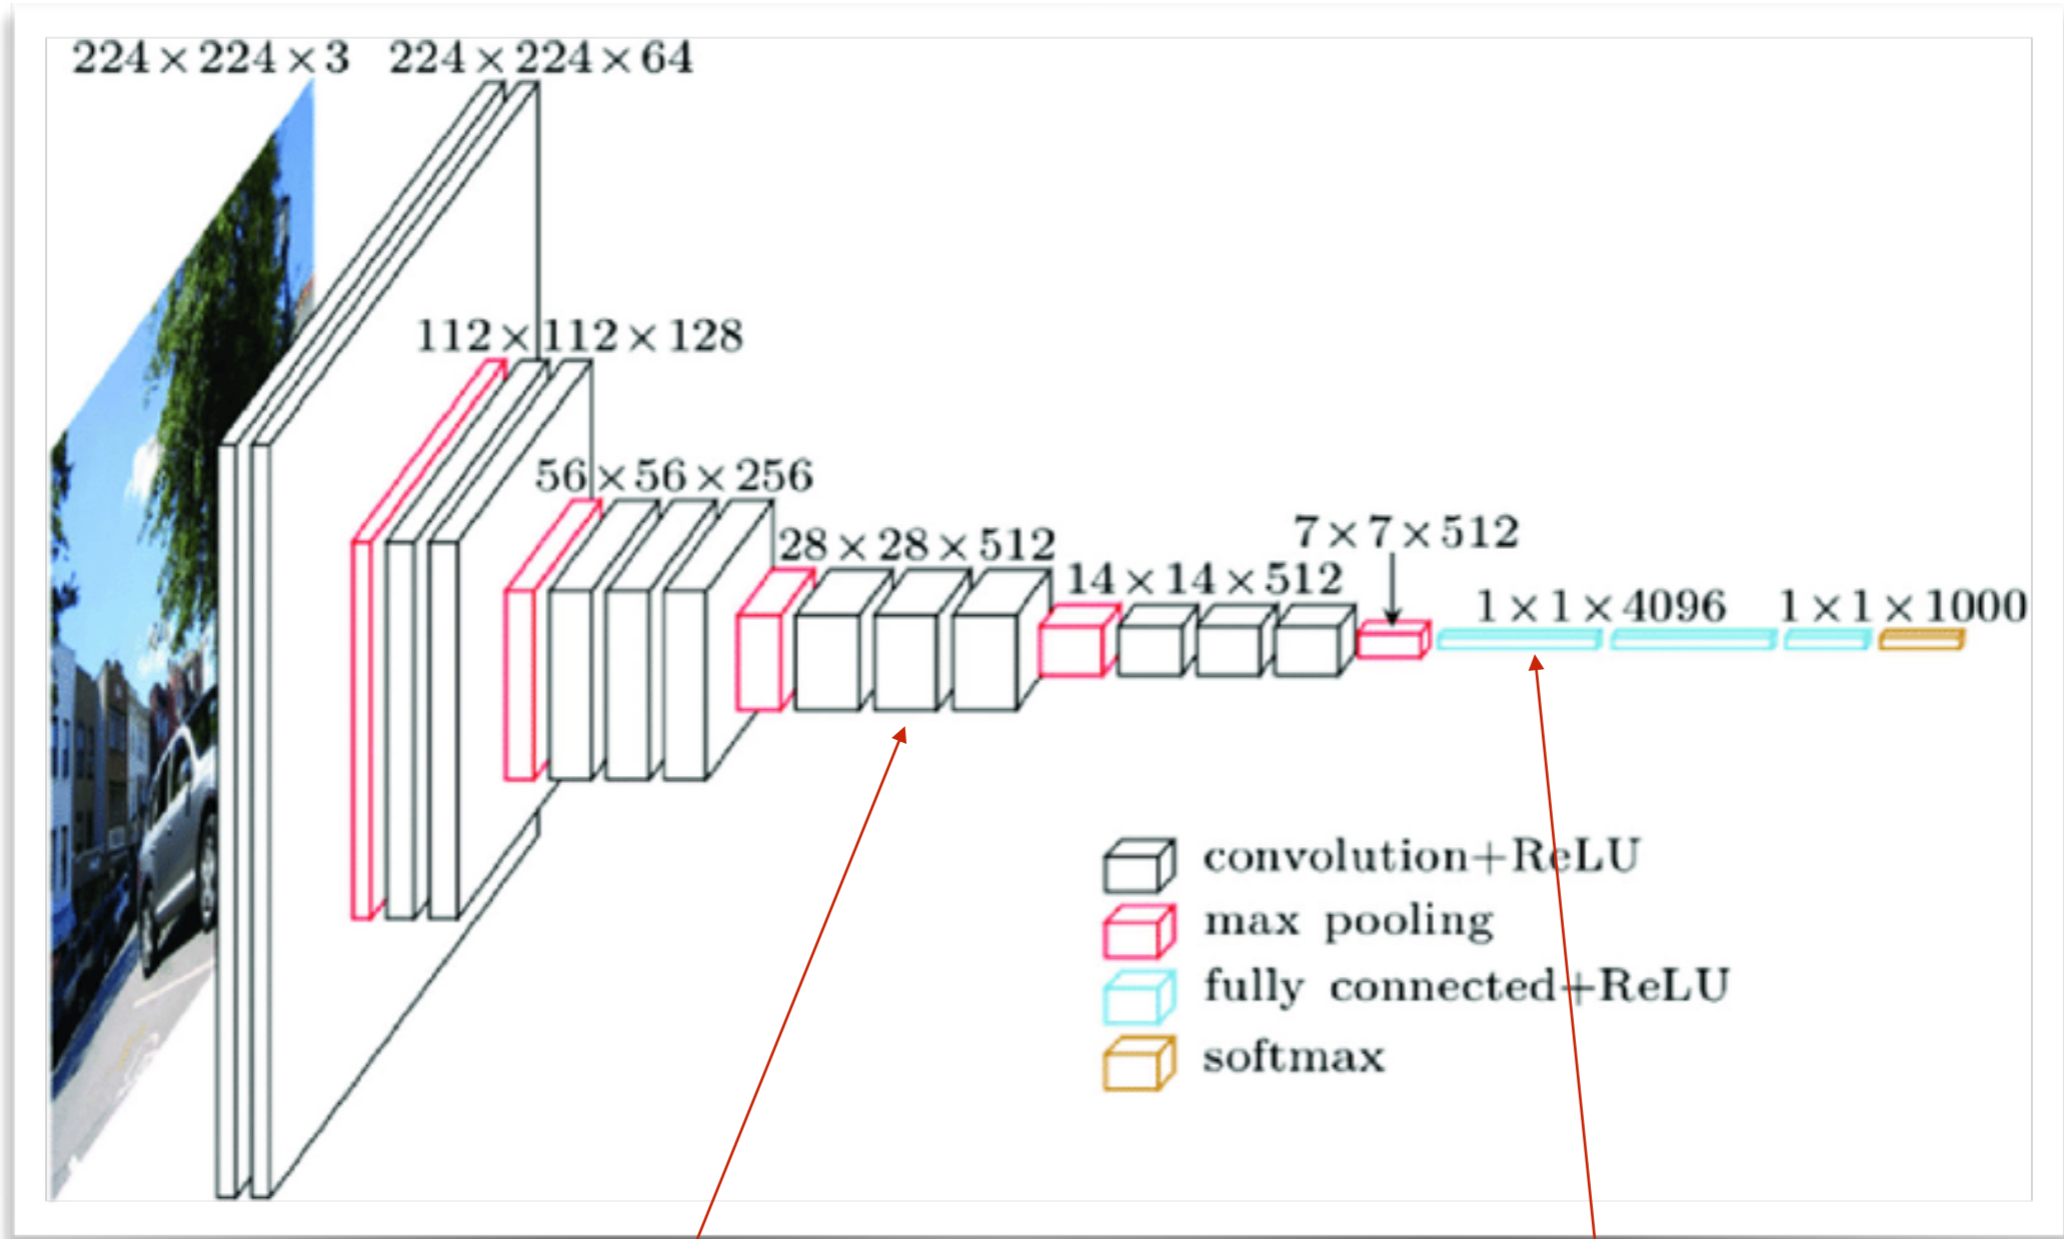 224×224×3
224×224×64
112×112×128
56×56×256
28×28×512
14×14×512
7×7×512
1×1×4096
1×1×1000
convolution+ReLU
max pooling
fully connected+ReLU
softmax